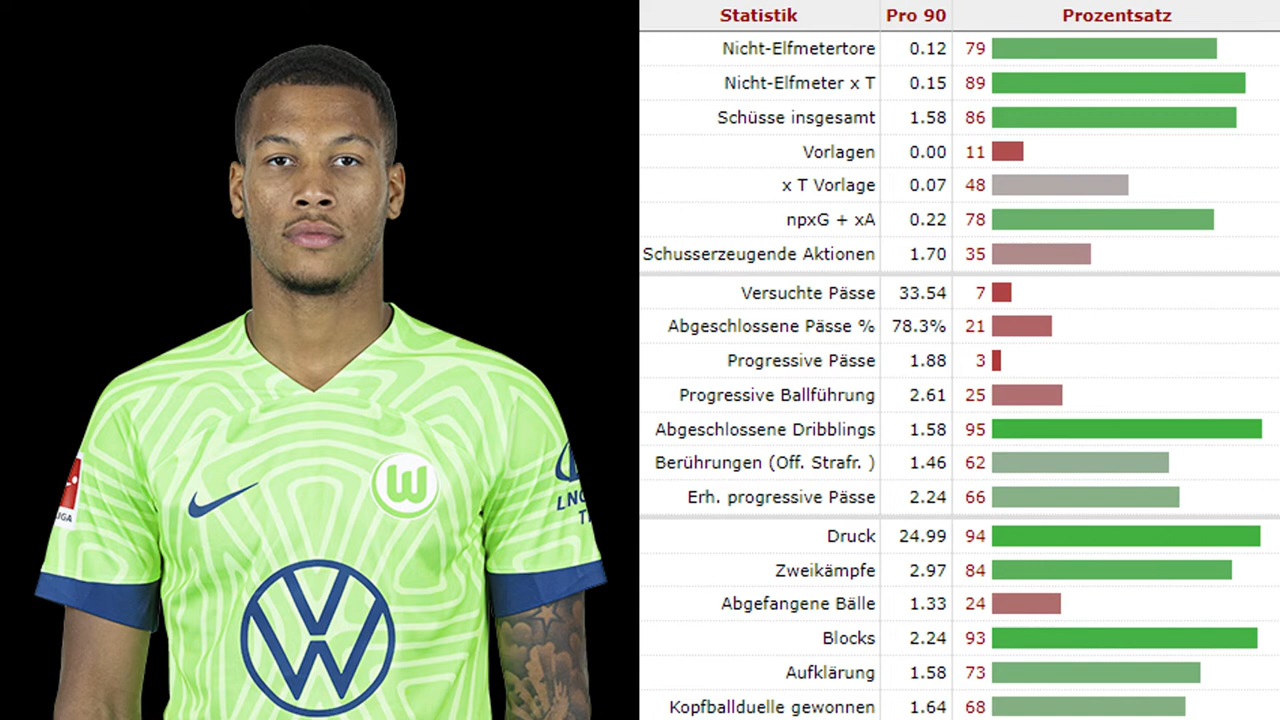 Statistik Pro 90 Prozentsatz
Nicht-Elfmetertore 0.12 79
Nicht-Elfmeter x T 0.15 89
Schüsse insgesamt 1.58 86
Vorlagen 0.00 11
x T Vorlage 0.07 48
npxG + xA 0.22 78
Schusserzeugende Aktionen 1.70 35
Versuchte Pässe 33.54 7
Abgeschlossene Pässe % 78.3% 21
Progressive Pässe 1.88 3
Progressive Ballführung 2.61 25
Abgeschlossene Dribblings 1.58 95
Berührungen (Off. Strafr. ) 1.46 62
Erh. progressive Pässe 2.24 66
Druck 24.99 94
Zweikämpfe 2.97 84
Abgefangene Bälle 1.33 24
Blocks 2.24 93
Aufklärung 1.58 73
Kopfballduelle gewonnen 1.64 68
W
VW